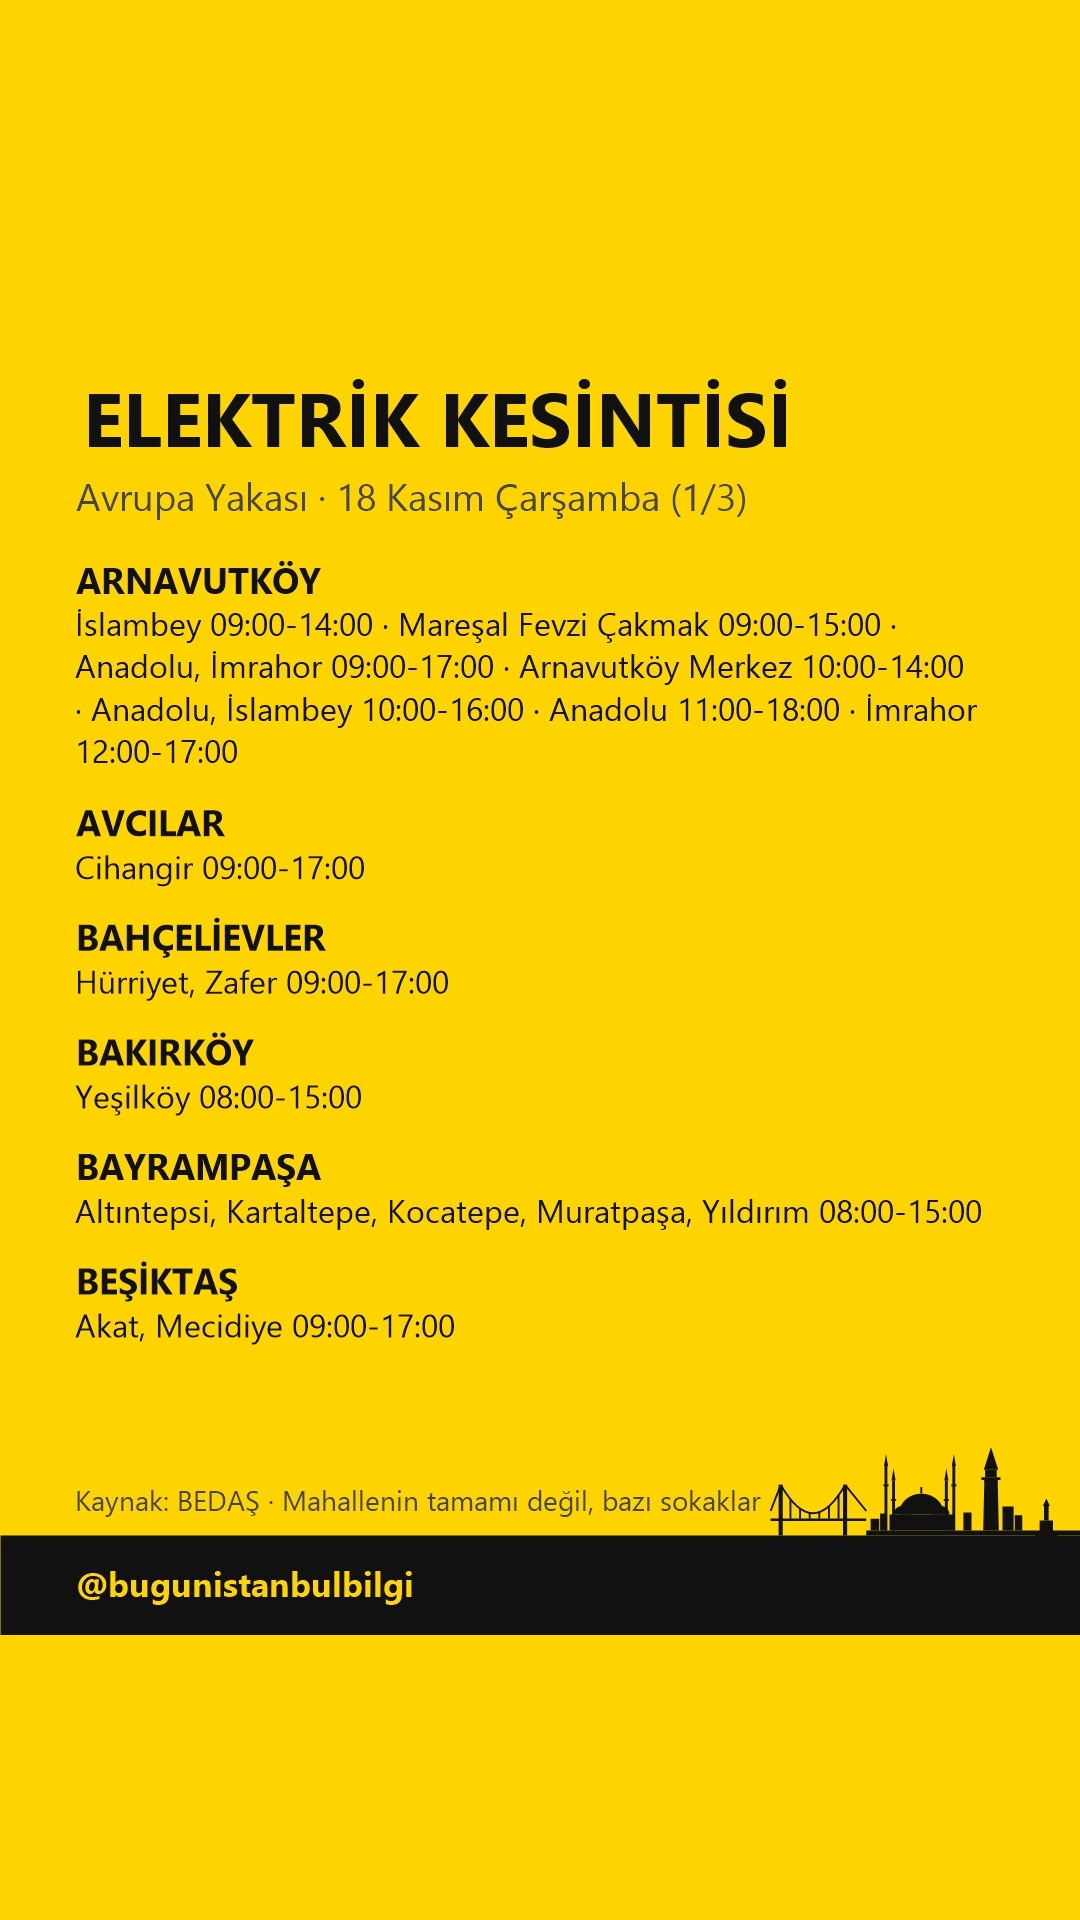 ELEKTRİK KESİNTİSİ
Avrupa Yakası · 18 Kasım Çarşamba (1/3)
ARNAVUTKÖY
İslambey 09:00-14:00 · Mareşal Fevzi Çakmak 09:00-15:00 ·
Anadolu, İmrahor 09:00-17:00 · Arnavutköy Merkez 10:00-14:00
· Anadolu, İslambey 10:00-16:00 · Anadolu 11:00-18:00 · İmrahor
12:00-17:00
AVCILAR
Cihangir 09:00-17:00
BAHÇELİEVLER
Hürriyet, Zafer 09:00-17:00
BAKIRKÖY
Yeşilköy 08:00-15:00
BAYRAMPAŞA
Altıntepsi, Kartaltepe, Kocatepe, Muratpaşa, Yıldırım 08:00-15:00
BEŞİKTAŞ
Akat, Mecidiye 09:00-17:00
Kaynak: BEDAŞ · Mahallenin tamamı değil, bazı sokaklar
@bugunistanbulbilgi